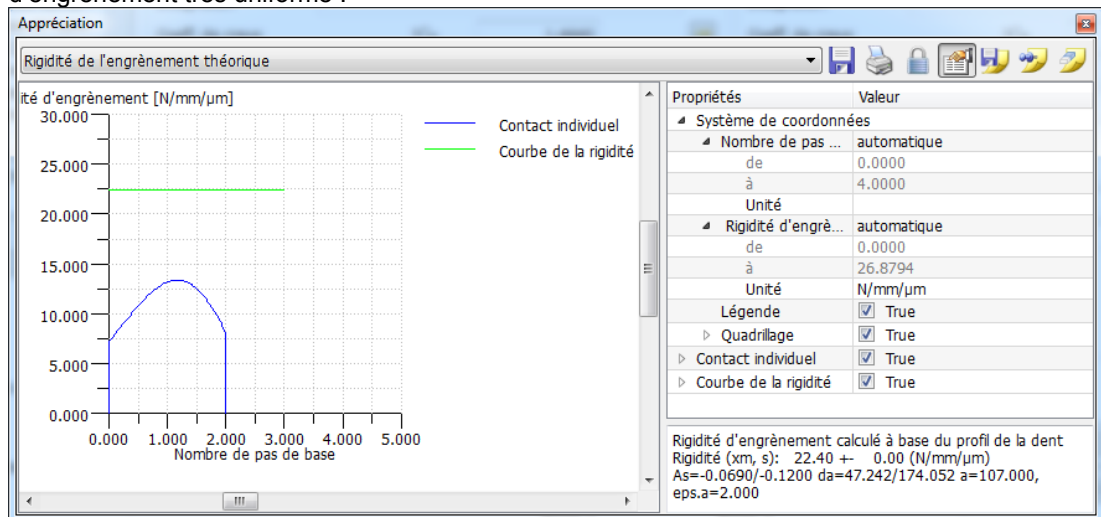 d'engrènement très uniforme :
Appréciation
Rigidité de l'engrènement théorique
ité d'engrènement [N/mm/µm]
30.000
25.000
20.000
15.000
10.000
5.000
0.000
0.000 1.000 2.000 3.000 4.000 5.000
Nombre de pas de base
Contact individuel
Courbe de la rigidité
Propriétés Valeur
Système de coordonnées
Nombre de pas ... automatique
de 0.0000
à 4.0000
Unité
Rigidité d'engrè... automatique
de 0.0000
à 26.8794
Unité N/mm/µm
Légende True
Quadrillage True
Contact individuel True
Courbe de la rigidité True
Rigidité d'engrènement calculé à base du profil de la dent
Rigidité (xm, s): 22.40 +- 0.00 (N/mm/µm)
As=-0.0690/-0.1200 da=47.242/174.052 a=107.000,
eps.a=2.000